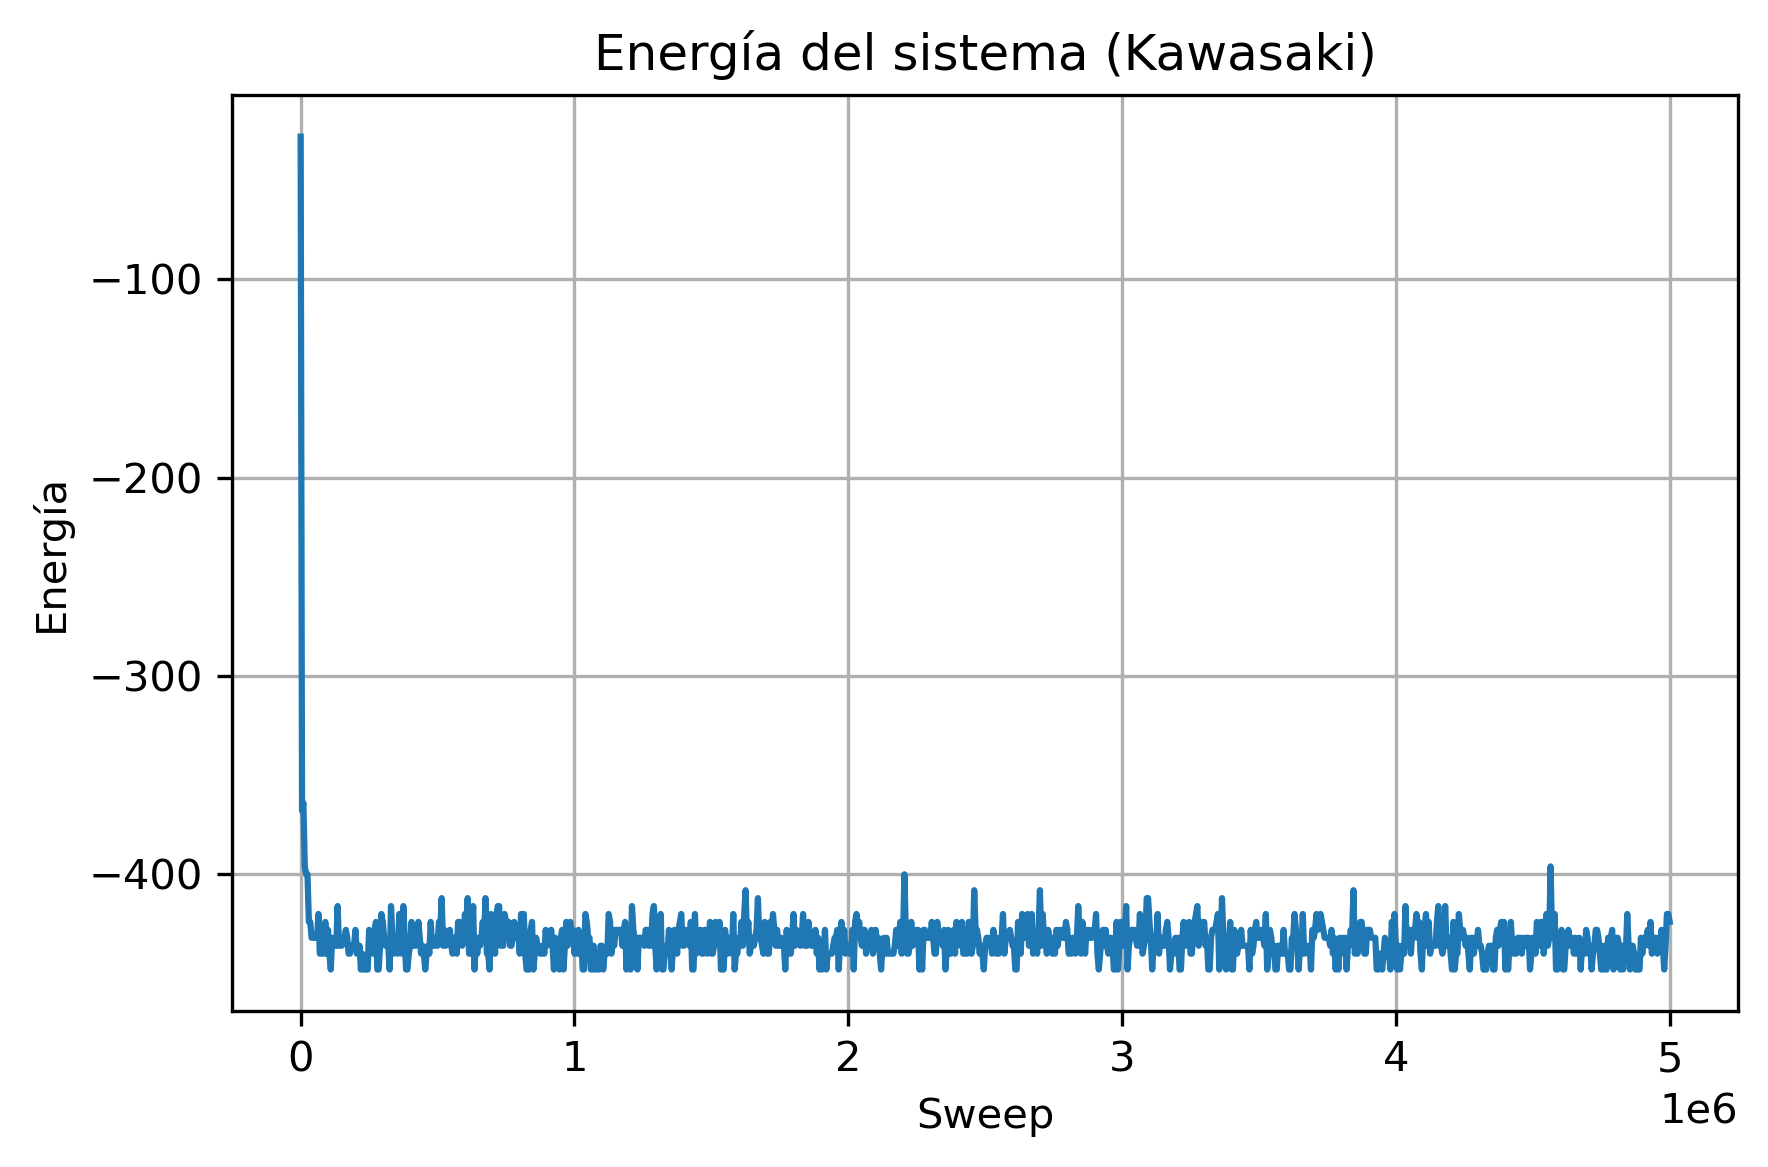 Energía del sistema (Kawasaki)
Energía
−100
−200
−300
−400
0 1 2 3 4 5
1e6
Sweep